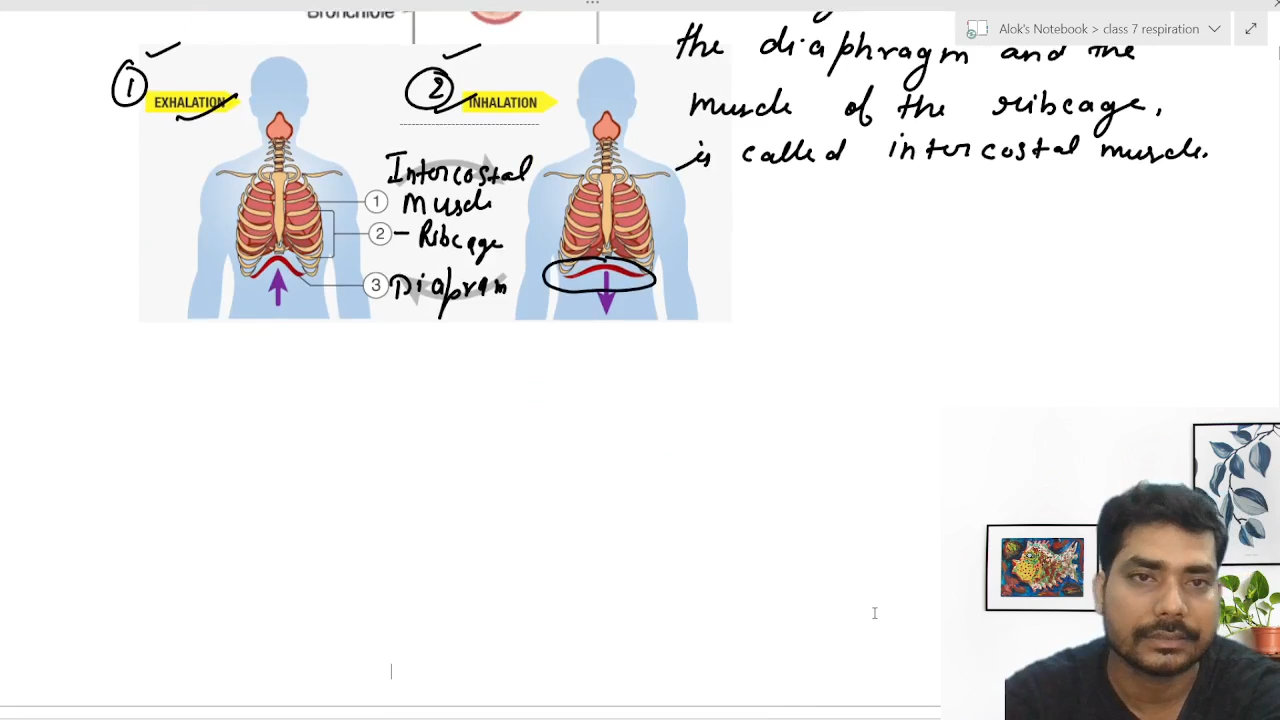 Bronchiole
Alok's Notebook > class 7 respiration
the diaphragm and the
muscle of the ribcage,
is called intercostal muscle.
1
EXHALATION
2
INHALATION
Intercostal
1 Muscle
2 - Ribcage
3 Diapram